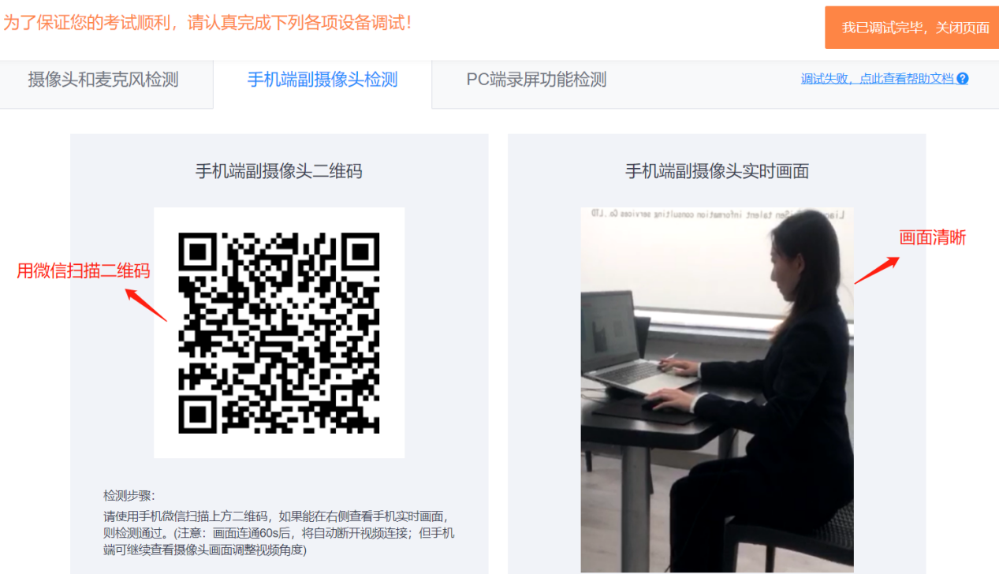 为了保证您的考试顺利，请认真完成下列各项设备调试！
我已调试完毕，关闭页面
摄像头和麦克风检测
手机端副摄像头检测
PC端录屏功能检测
调试失败，点此查看帮助文档
手机端副摄像头二维码
手机端副摄像头实时画面
talent information consulting services Co.,LTD
画面清晰
用微信扫描二维码
检测步骤：
请使用手机微信扫描上方二维码，如果能在右侧查看手机实时画面，
则检测通过。(注意：画面连通60s后，将自动断开视频连接；但手机
端可继续查看摄像头画面调整视频角度)